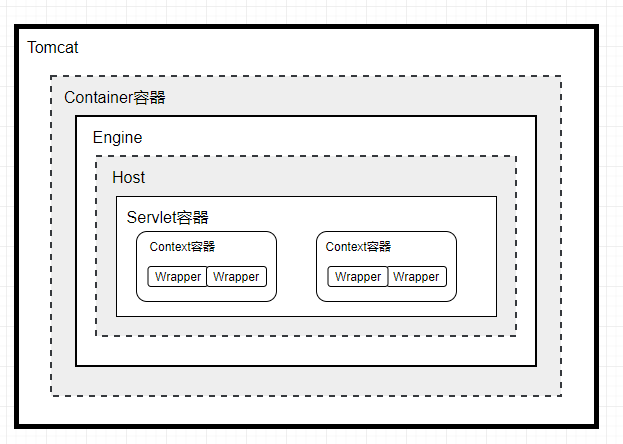 Tomcat
Container容器
Engine
Host
Servlet容器
Context容器 Context容器
Wrapper Wrapper Wrapper Wrapper